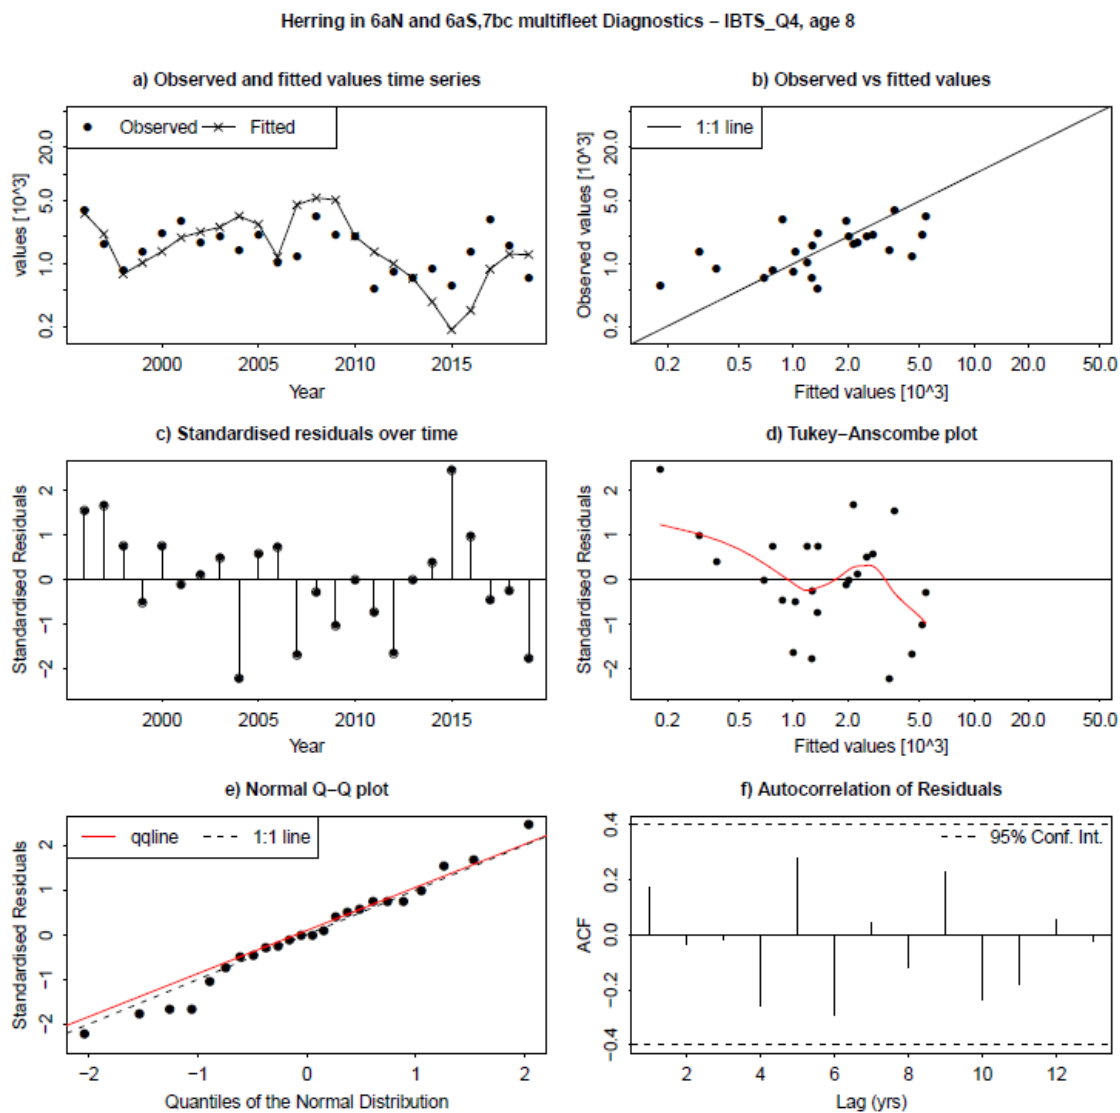 Herring in 6aN and 6aS,7bc multifleet Diagnostics – IBTS_Q4, age 8
a) Observed and fitted values time series
Observed
Fitted
values [10^3]
20.0
5.0
1.0
0.2
2000
2005
2010
2015
Year
b) Observed vs fitted values
1:1 line
Observed values [10^3]
20.0
5.0
1.0
0.2
0.2
0.5
1.0
2.0
5.0
10.0
20.0
50.0
Fitted values [10^3]
c) Standardised residuals over time
Standardised Residuals
2
1
0
−1
−2
2000
2005
2010
2015
Year
d) Tukey−Anscombe plot
Standardised Residuals
2
1
0
−1
−2
0.2
0.5
1.0
2.0
5.0
10.0
20.0
50.0
Fitted values [10^3]
e) Normal Q−Q plot
qqline
1:1 line
Standardised Residuals
2
1
0
−1
−2
−2
−1
0
1
2
Quantiles of the Normal Distribution
f) Autocorrelation of Residuals
95% Conf. Int.
ACF
0.4
0.2
0.0
−0.2
−0.4
2
4
6
8
10
12
Lag (yrs)